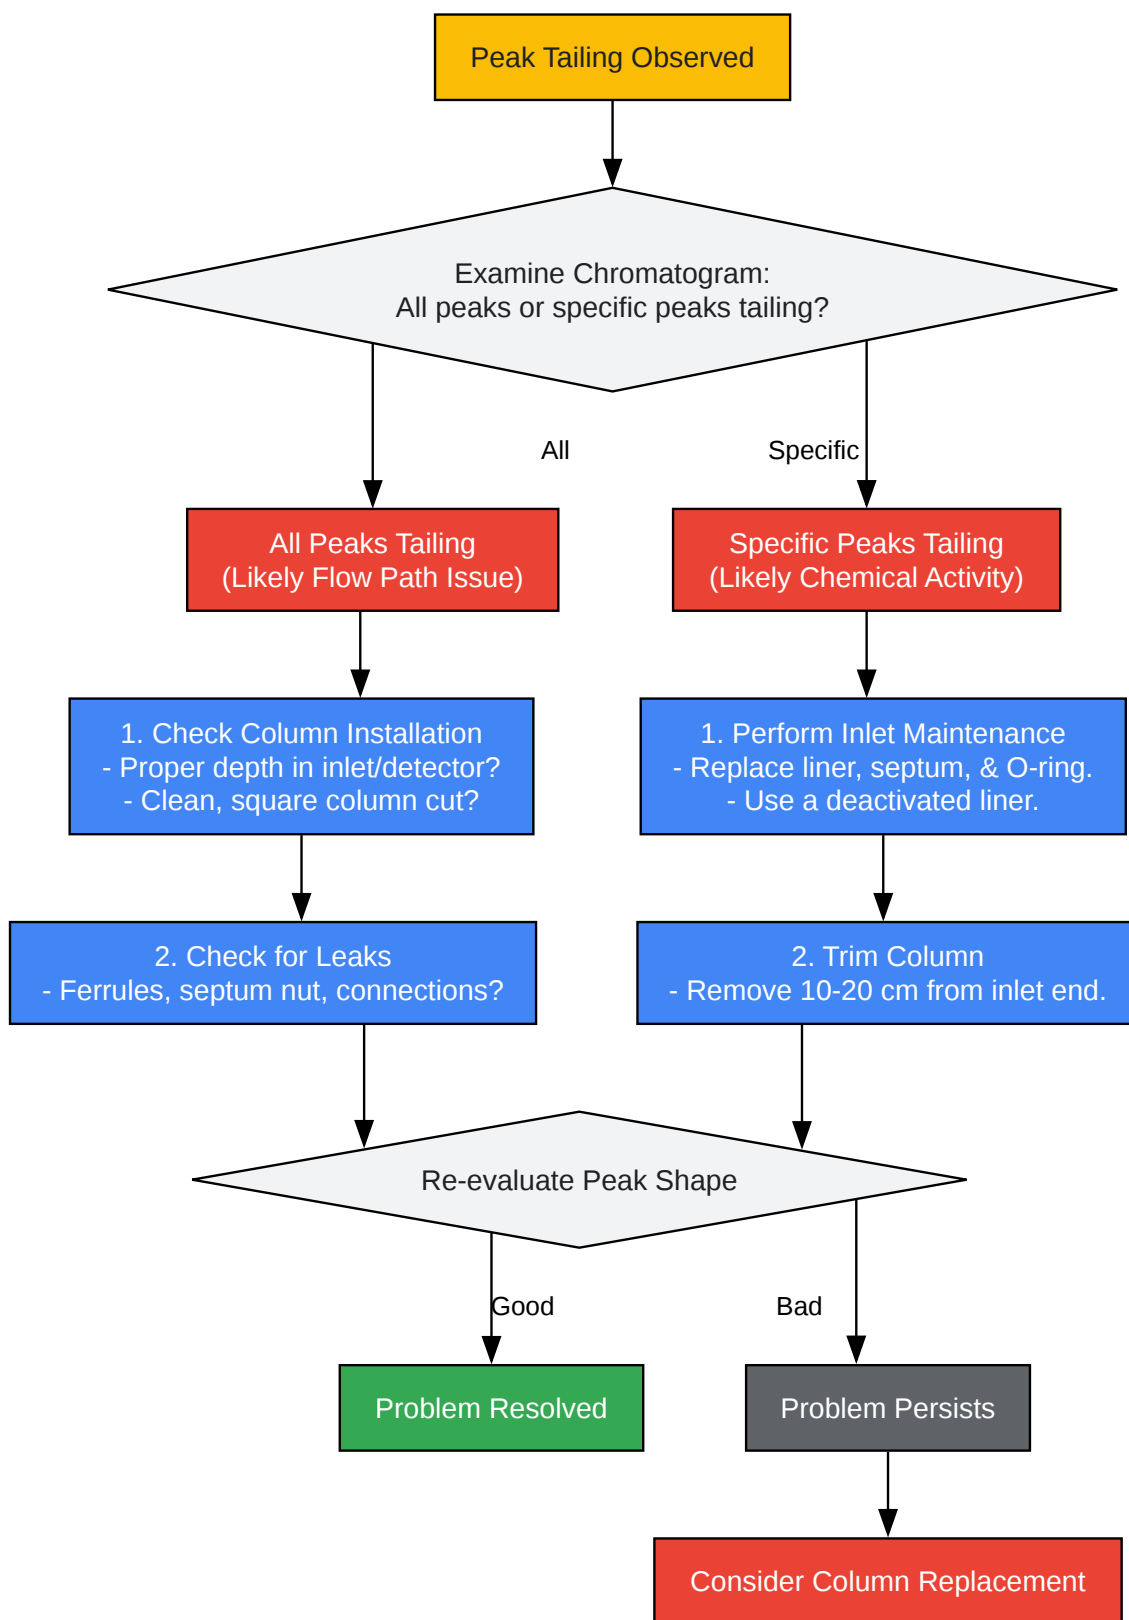 Peak Tailing Observed
Examine Chromatogram:
All peaks or specific peaks tailing?
All
Specific
All Peaks Tailing
(Likely Flow Path Issue)
Specific Peaks Tailing
(Likely Chemical Activity)
1. Check Column Installation
- Proper depth in inlet/detector?
- Clean, square column cut?
1. Perform Inlet Maintenance
- Replace liner, septum, & O-ring.
- Use a deactivated liner.
2. Check for Leaks
- Ferrules, septum nut, connections?
2. Trim Column
- Remove 10-20 cm from inlet end.
Re-evaluate Peak Shape
Good
Bad
Problem Resolved
Problem Persists
Consider Column Replacement